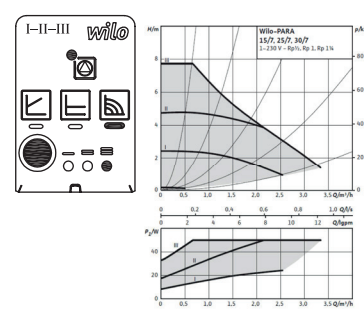 I-II-III wilo
H/m
Wilo-PARA
15/7, 25/7, 30/7
1~230 V - Rp½, Rp 1, Rp 1¼
p/k
8
6
4
2
0
80
60
40
20
0
III
II
I
0 0,5 1,0 1,5 2,0 2,5 3,0 3,5 Q/m³/h
0 0,2 0,4 0,6 0,8 1,0 Q/l/s
0 2 4 6 8 10 12 Q/lgpm
P₁/W
40
20
0
III
II
I
0 0,5 1,0 1,5 2,0 2,5 3,0 3,5 Q/m³/h